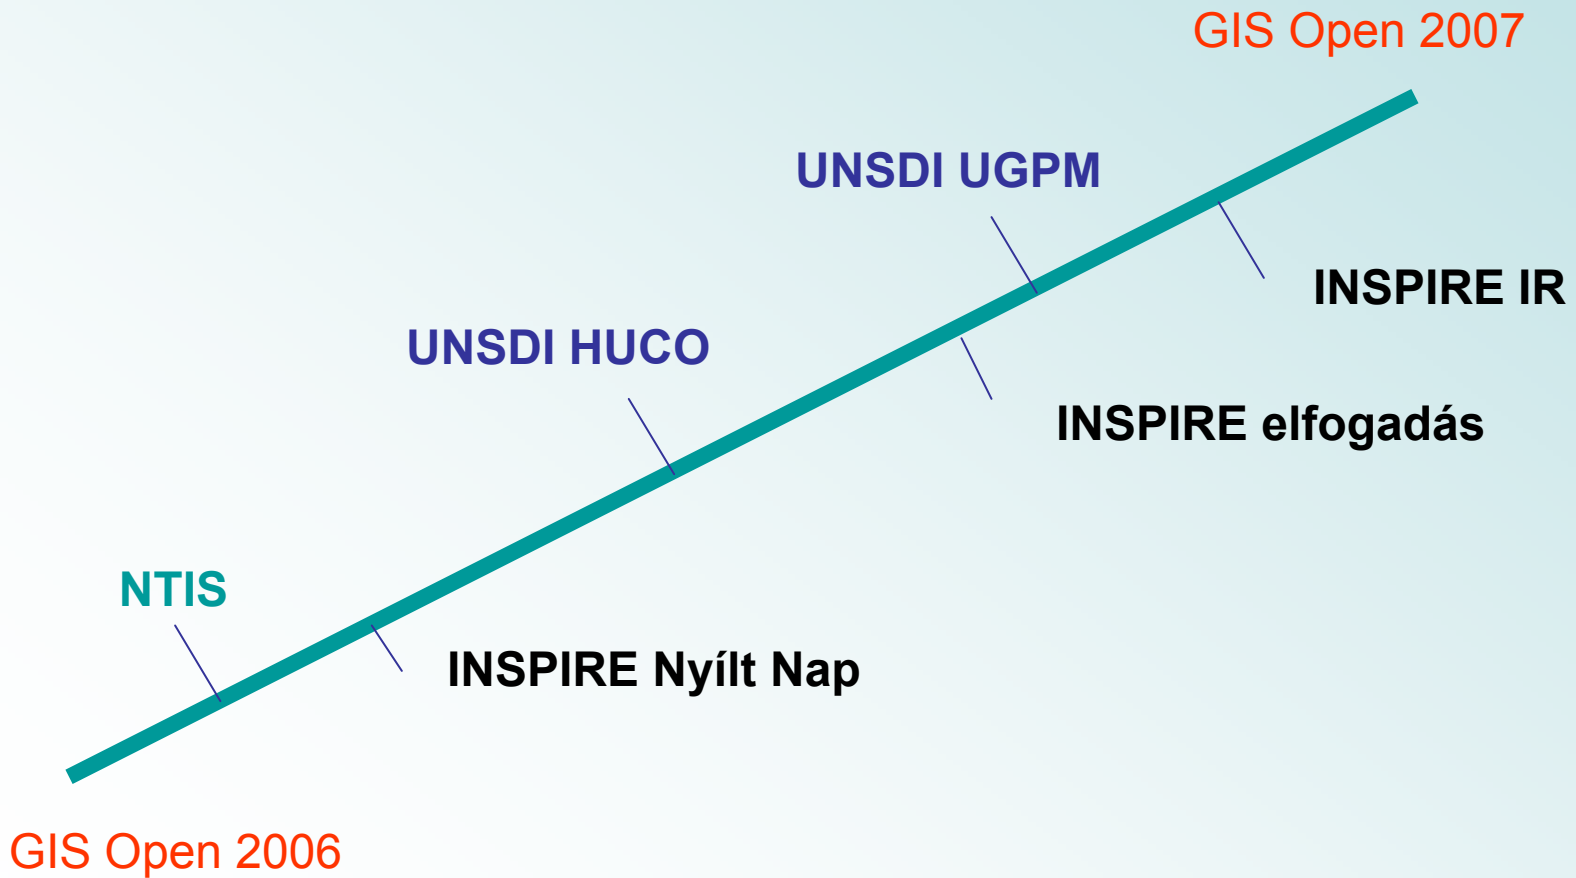 GIS Open 2007
UNSDI UGPM
INSPIRE IR
UNSDI HUCO
INSPIRE elfogadás
NTIS
INSPIRE Nyílt Nap
GIS Open 2006